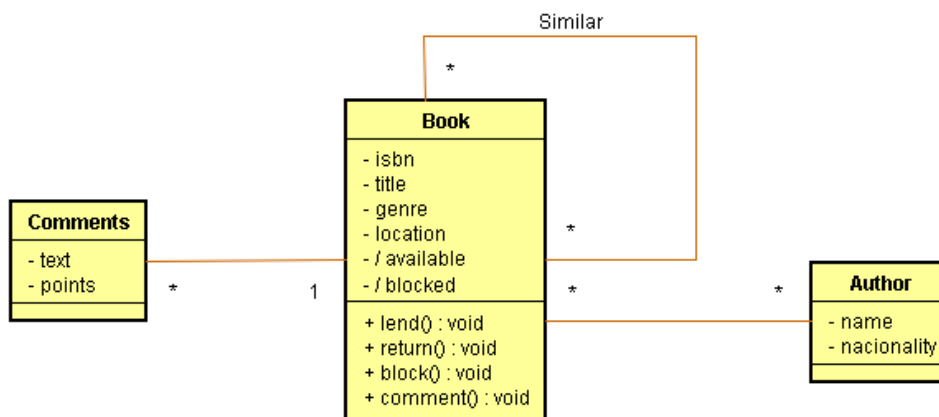 Similar
*
Book
- isbn
- title
- genre
- location
- / available
- / blocked
+ lend() : void
+ return() : void
+ block() : void
+ comment() : void
*
Comments
- text
- points
*
1
*
*
Author
- name
- nacionality